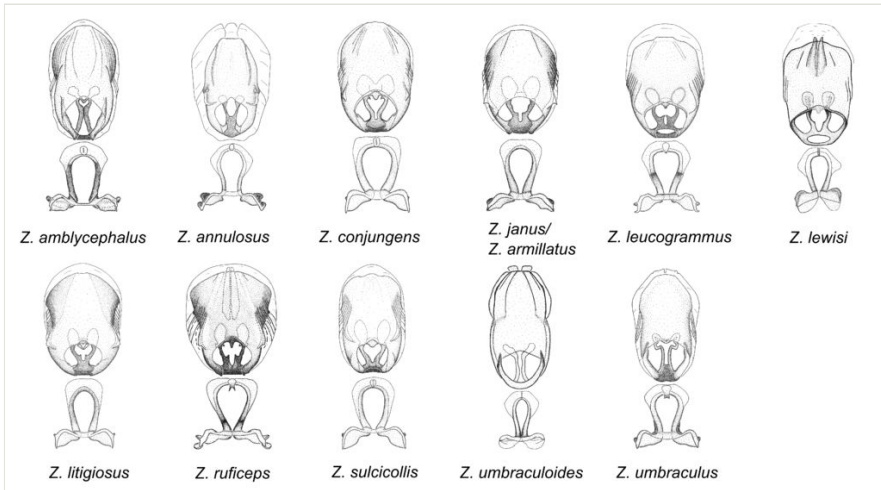 Z. amblycephalus
Z. annulosus
Z. conjungens
Z. janus/
Z. armillatus
Z. leucogrammus
Z. lewisi
Z. litigiosus
Z. ruficeps
Z. sulcicollis
Z. umbraculoides
Z. umbraculus